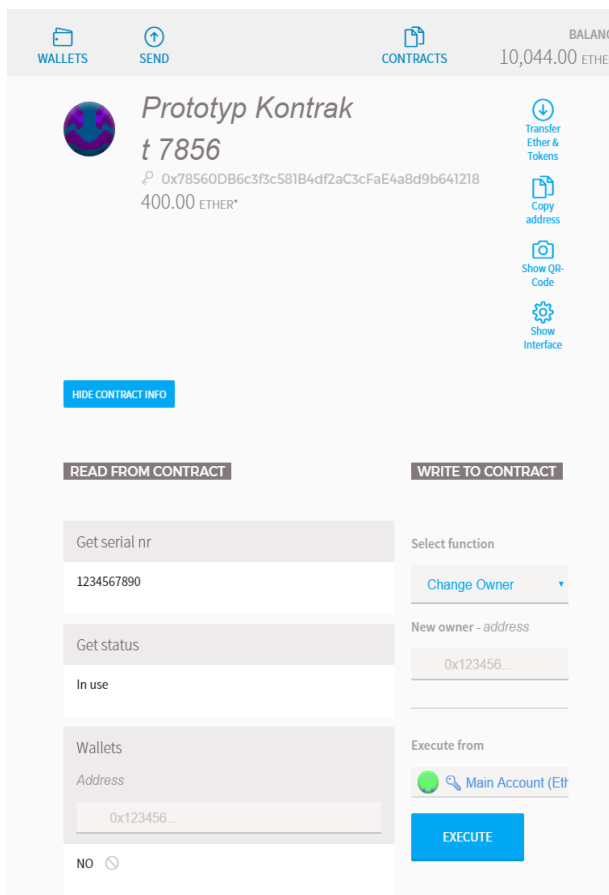 WALLETS
SEND
CONTRACTS
BALANC
10,044.00 ETHE
Prototyp Kontrak
t 7856
0x78560DB6c3f3c581B4df2aC3cFaE4a8d9b641218
400.00 ETHER*
Transfer
Ether &
Tokens
Copy
address
Show QR-
Code
Show
Interface
HIDE CONTRACT INFO
READ FROM CONTRACT
Get serial nr
1234567890
Get status
In use
Wallets
Address
0x123456...
NO
WRITE TO CONTRACT
Select function
Change Owner
New owner - address
0x123456...
Execute from
Main Account (Eth
EXECUTE